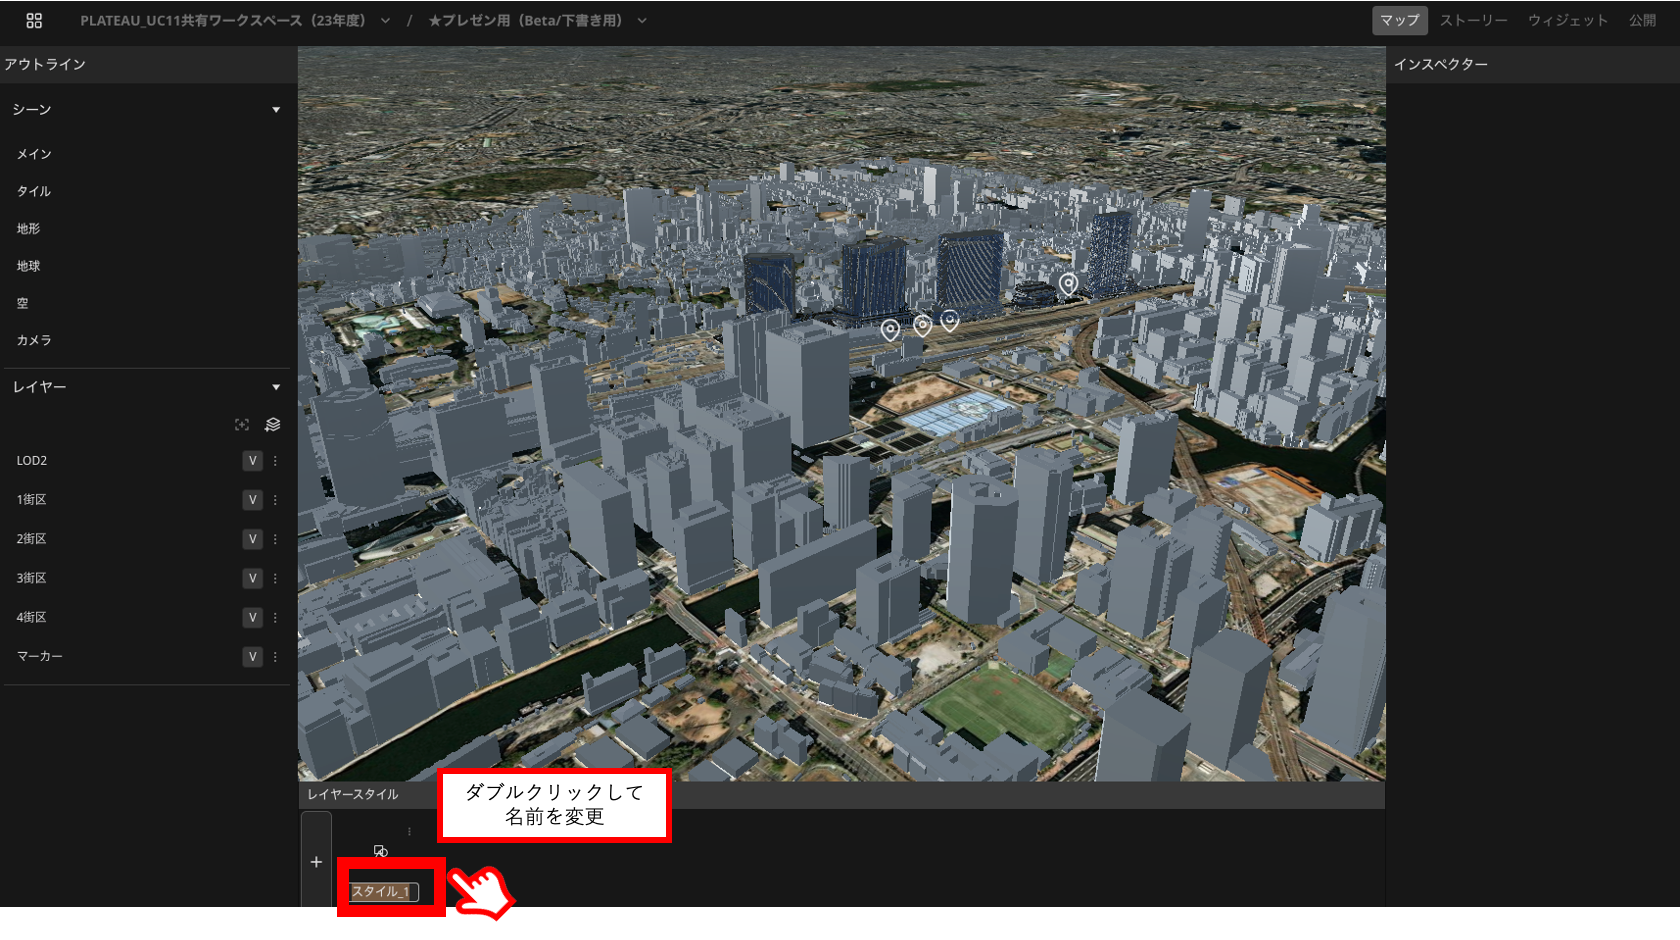 PLATEAU_UC11共有ワークスペース（23年度） / ★プレゼン用（Beta/下書き用）
マップ ストーリー ウィジェット 公開
アウトライン
インスペクター
シーン
メイン
タイル
地形
地球
空
カメラ
レイヤー
LOD2 V
1街区 V
2街区 V
3街区 V
4街区 V
マーカー V
レイヤースタイル
ダブルクリックして
名前を変更
+
スタイル_1